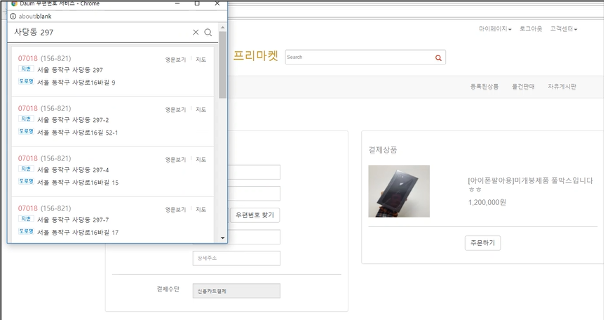 Daum 우편번호 서비스 - Chrome
about:blank
사당동 297
07018 (156-821)
영문보기 지도
지번 서울 동작구 사당동 297
도로명 서울 동작구 사당로16바길 9
07018 (156-821)
영문보기 지도
지번 서울 동작구 사당동 297-2
도로명 서울 동작구 사당로16길 52-1
07018 (156-821)
영문보기 지도
지번 서울 동작구 사당동 297-4
도로명 서울 동작구 사당로16바길 15
07018 (156-821)
영문보기 지도
지번 서울 동작구 사당동 297-7
도로명 서울 동작구 사당로16바길 17
마이페이지 로그아웃 고객센터
프리마켓
Search
등록한상품 물건판매 자유게시판
우편번호 찾기
상세주소
결제수단
신용카드결제
결제상품
[아이폰팔아용]미개봉제품 풀박스입니다
ㅎㅎ
1,200,000원
주문하기